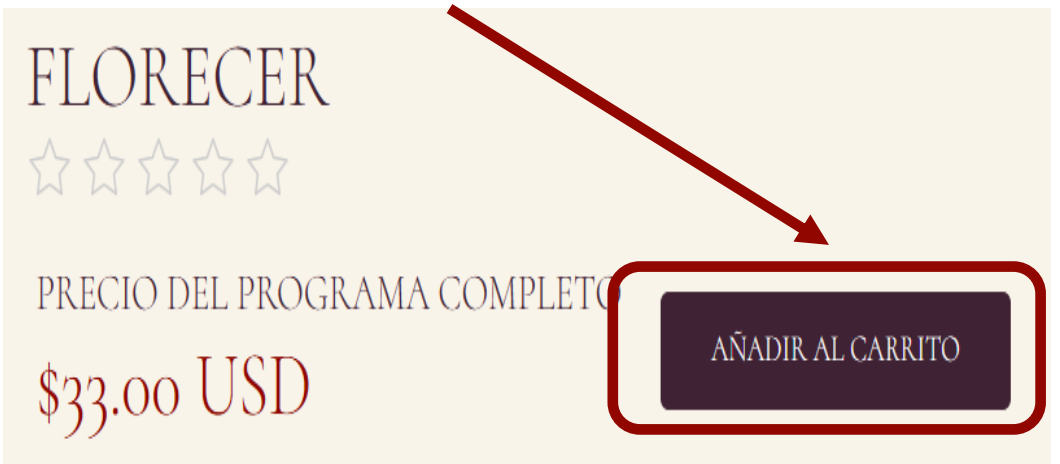 FLORECER
PRECIO DEL PROGRAMA COMPLETO
$33.00 USD
AÑADIR AL CARRITO